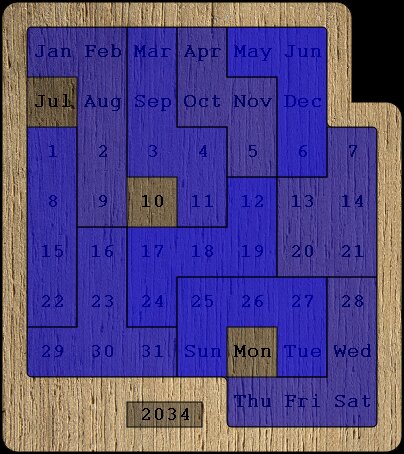 Jan Feb Mar Apr May Jun
Jul Aug Sep Oct Nov Dec
1 2 3 4 5 6 7
8 9 10 11 12 13 14
15 16 17 18 19 20 21
22 23 24 25 26 27 28
29 30 31 Sun Mon Tue Wed
Thu Fri Sat
2034